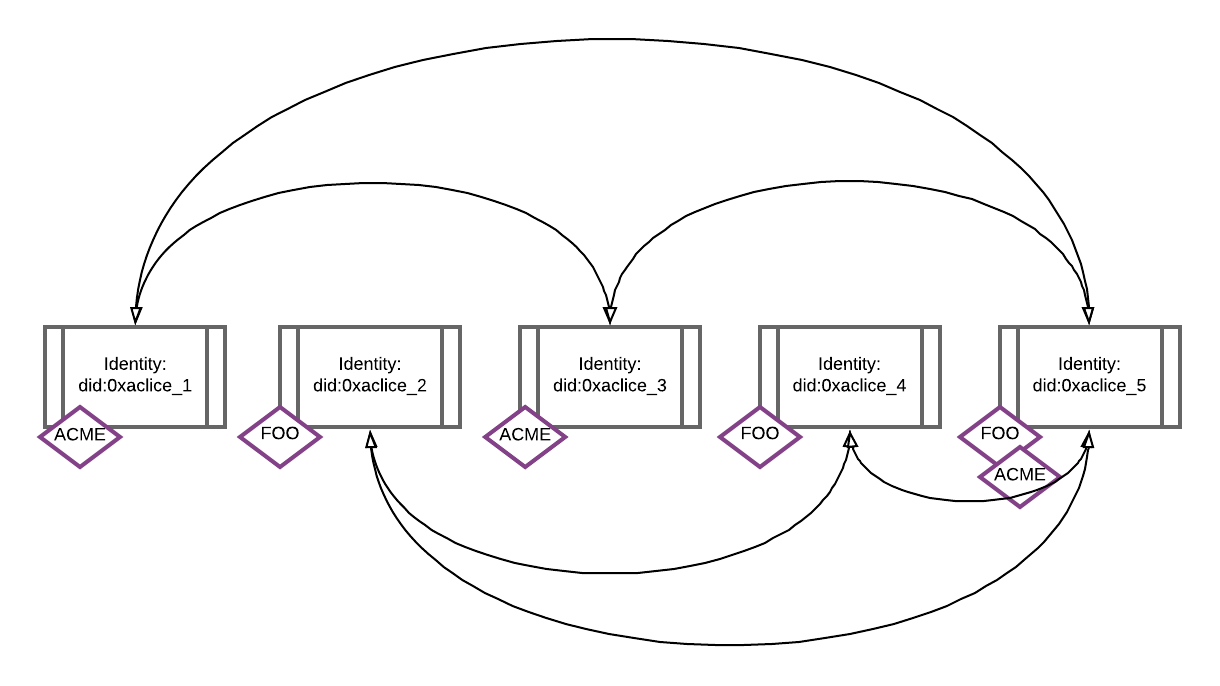 Identity:
did:0xaclice_1
Identity:
did:0xaclice_2
Identity:
did:0xaclice_3
Identity:
did:0xaclice_4
Identity:
did:0xaclice_5
ACME
FOO
ACME
FOO
FOO
ACME